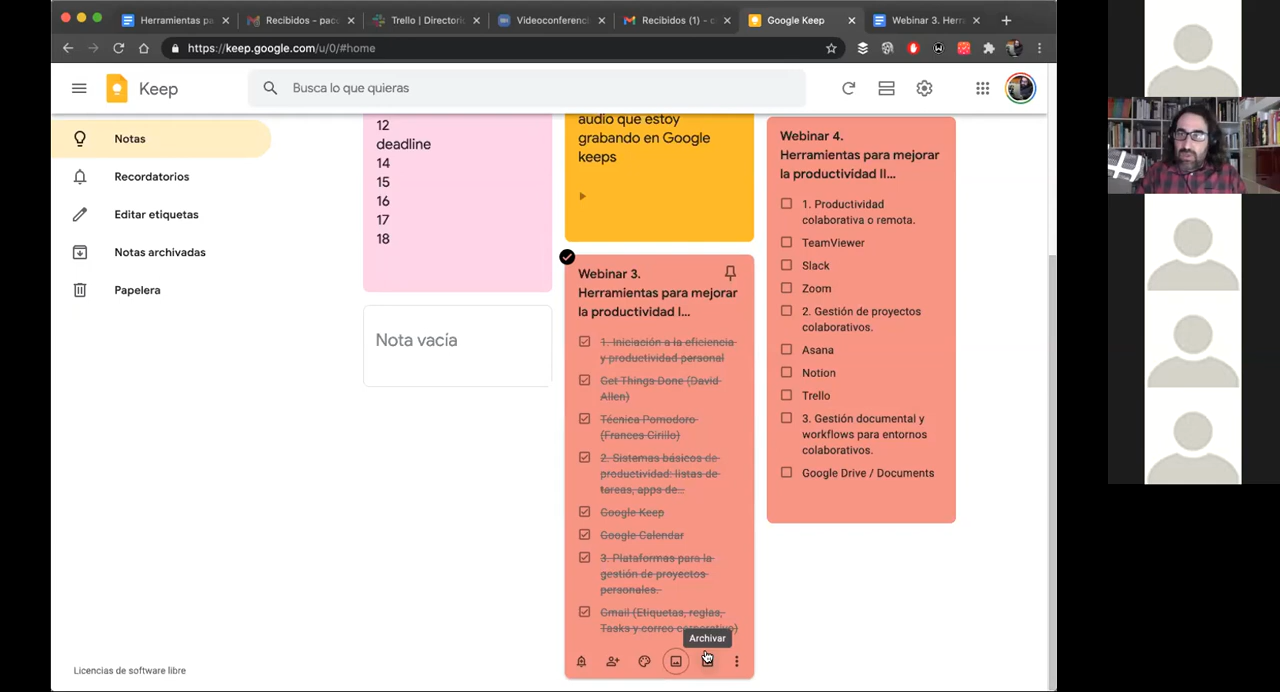 Herramientas pa
Recibidos - paco
Trello | Directori
Videoconferenc
Recibidos (1) - c
Google Keep
Webinar 3. Herra
https://keep.google.com/u/0/#home
Keep
Busca lo que quieras
Notas
Recordatorios
Editar etiquetas
Notas archivadas
Papelera
Licencias de software libre
12
deadline
14
15
16
17
18
Nota vacía
audio que estoy
grabando en Google
keeps
Webinar 3.
Herramientas para mejorar
la productividad I...
1. Iniciación a la eficiencia
y productividad personal
Get Things Done (David
Allen)
Técnica Pomodoro
(Frances Cirillo)
2. Sistemas básicos de
productividad: listas de
tareas, apps de...
Google Keep
Google Calendar
3. Plataformas para la
gestión de proyectos
personales.
Gmail (Etiquetas, reglas,
Tasks y correo corporativo)
Archivar
Webinar 4.
Herramientas para mejorar
la productividad II...
1. Productividad
colaborativa o remota.
TeamViewer
Slack
Zoom
2. Gestión de proyectos
colaborativos.
Asana
Notion
Trello
3. Gestión documental y
workflows para entornos
colaborativos.
Google Drive / Documents